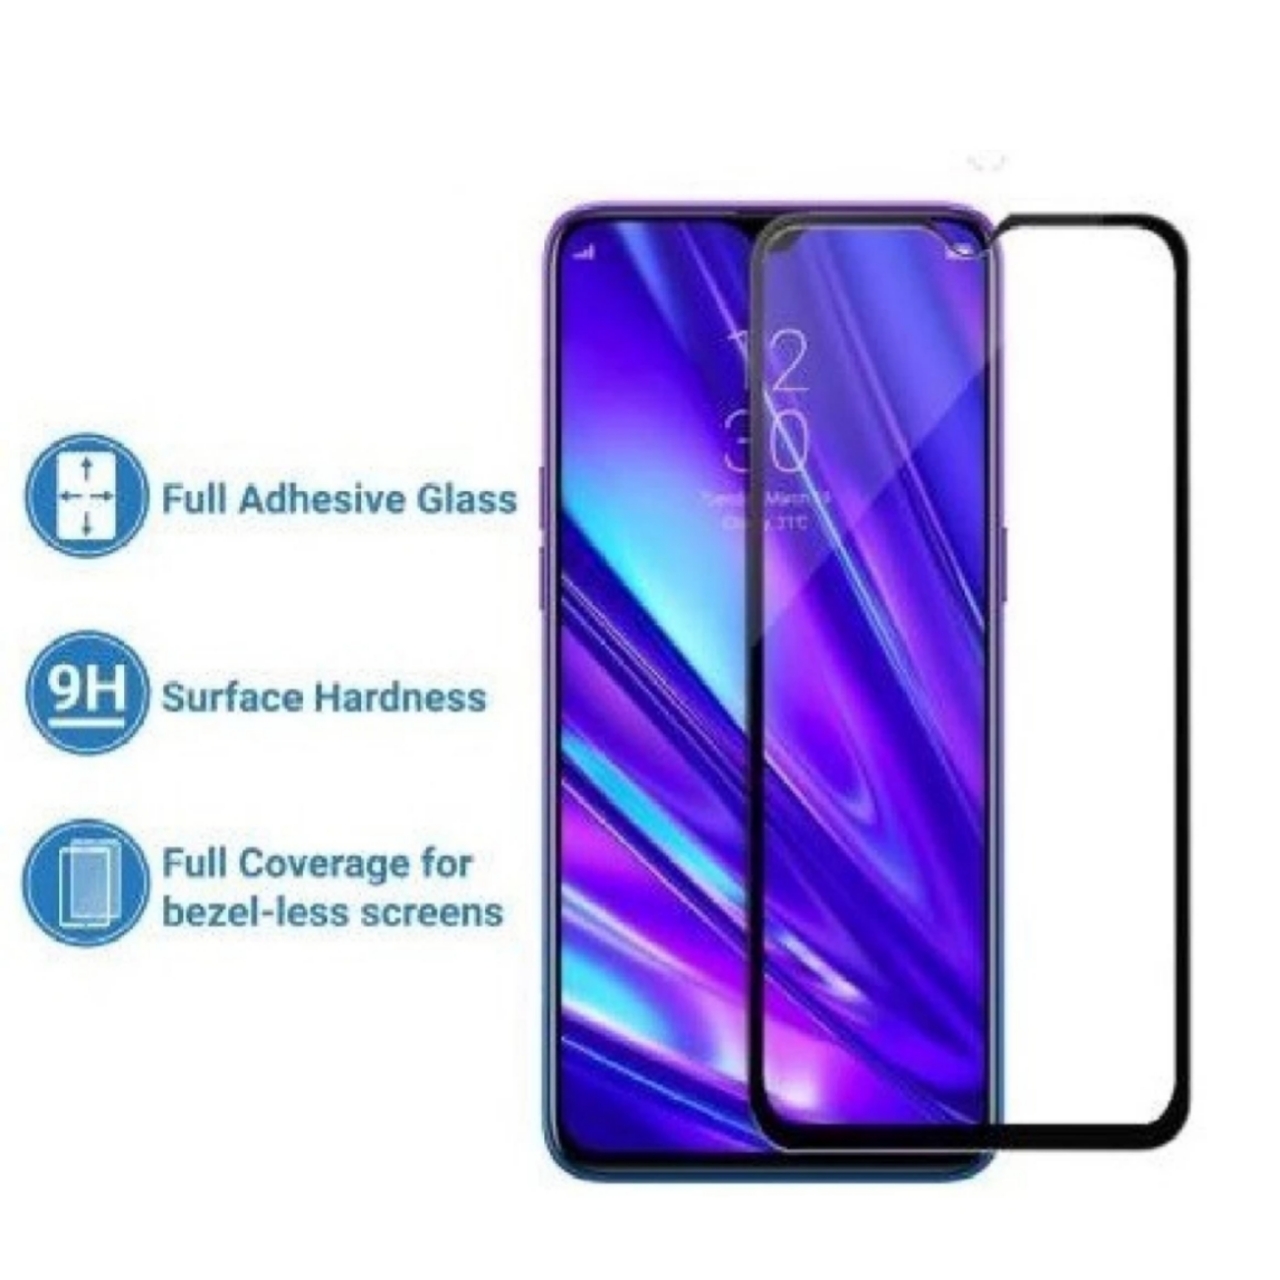 Full Adhesive Glass
9H
Surface Hardness
Full Coverage for
bezel-less screens
12
30